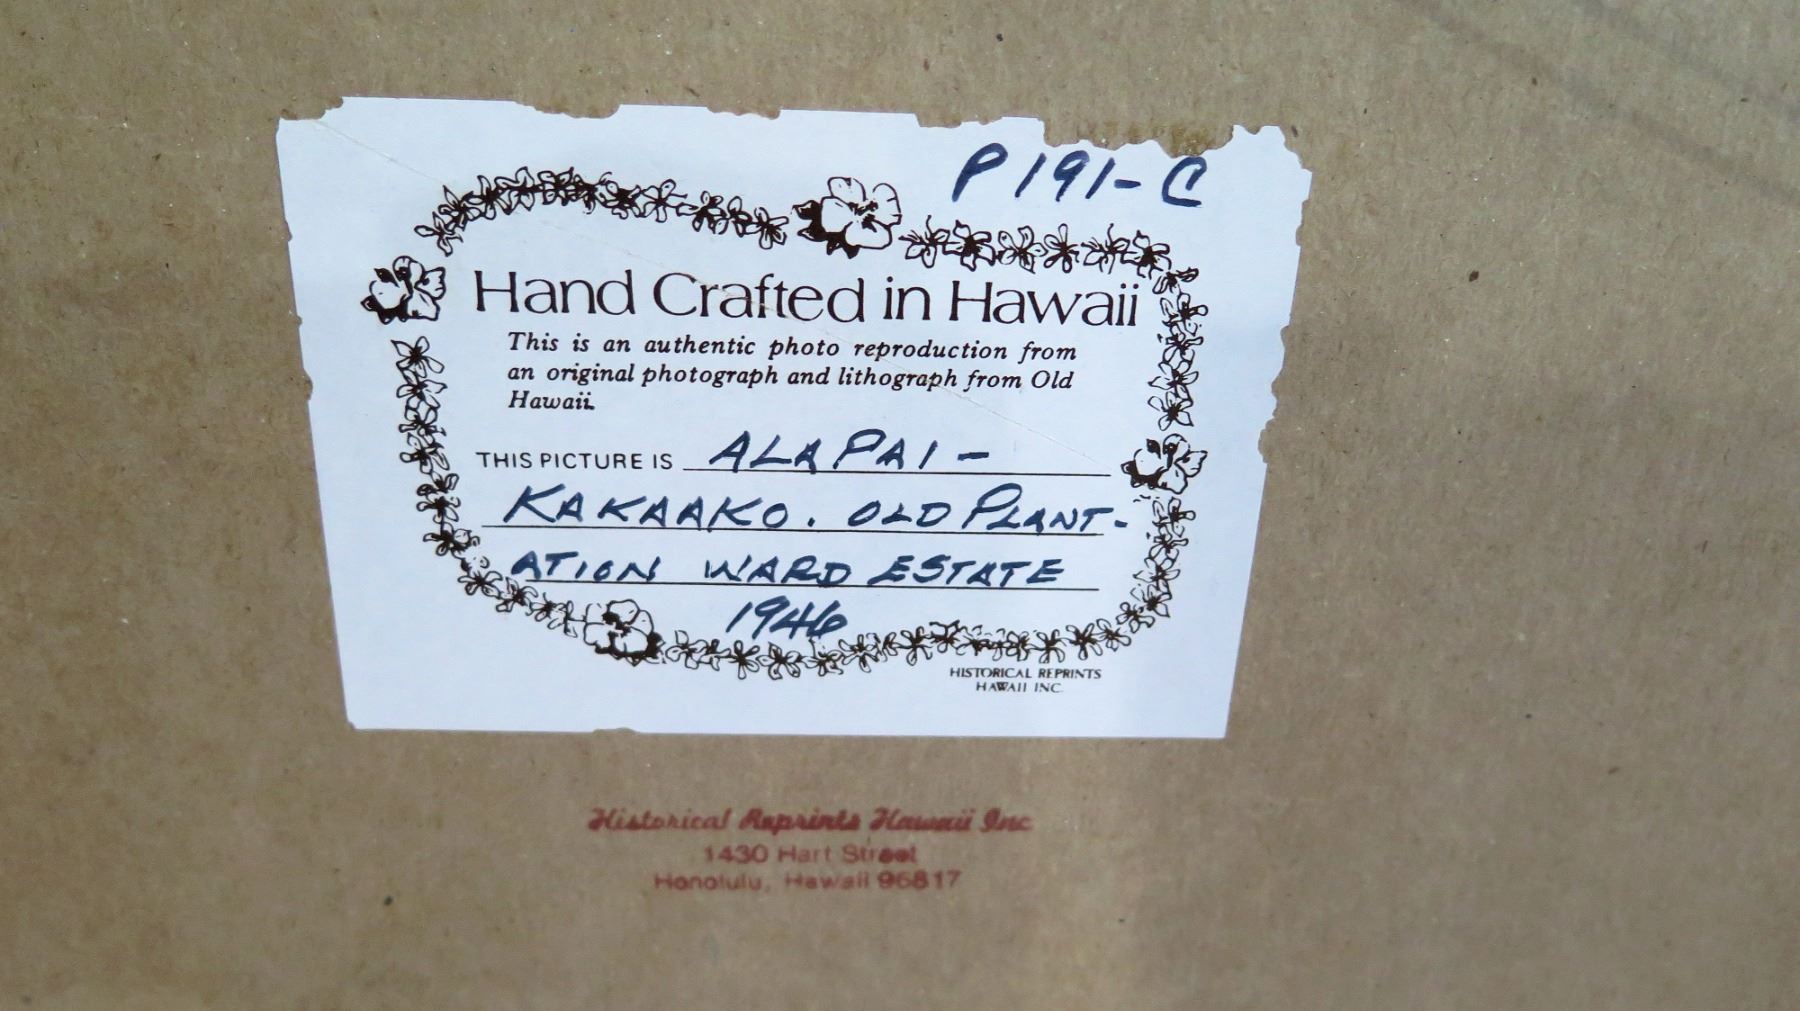 P191-C
Hand Crafted in Hawaii
This is an authentic photo reproduction from
an original photograph and lithograph from Old
Hawaii.
THIS PICTURE IS ALAPAI-
KAKAAKO. OLD PLANT-
ATION WARD ESTATE
1946
HISTORICAL REPRINTS
HAWAII INC.
Historical Reprints Hawaii Inc
1430 Hart Street
Honolulu, Hawaii 96817